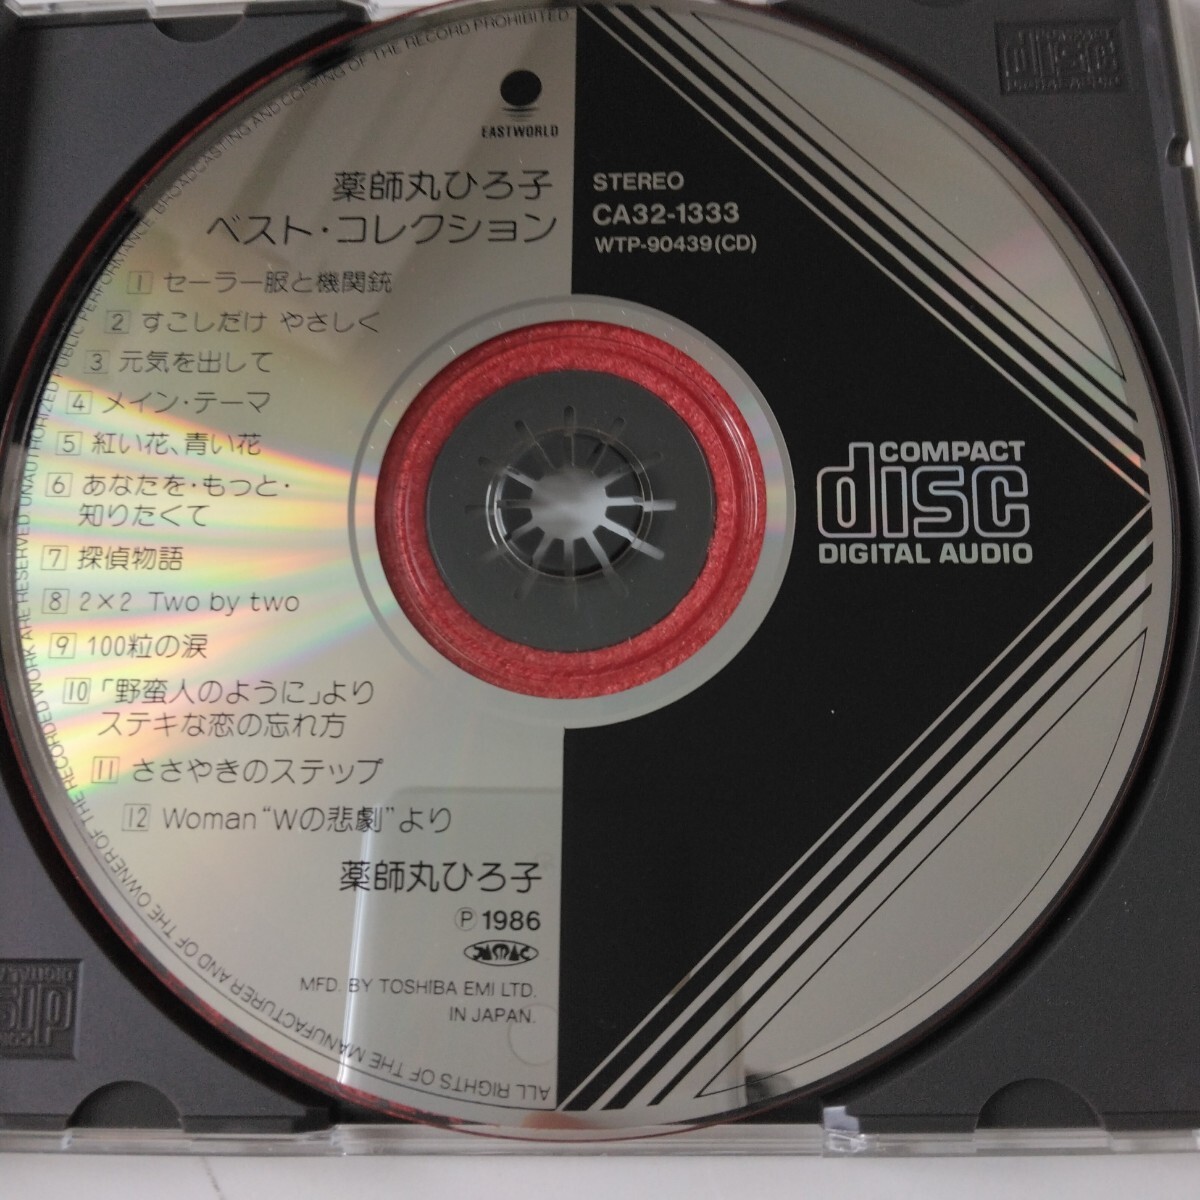 EASTWORLD
薬師丸ひろ子
ベスト・コレクション
STEREO
CA32-1333
WTP-90439(CD)
1 セーラー服と機関銃
2 すこしだけ やさしく
3 元気を出して
4 メイン・テーマ
5 紅い花、青い花
6 あなたを・もっと・
知りたくて
7 探偵物語
8 2×2 Two by two
9 100粒の涙
10 「野蛮人のように」より
ステキな恋の忘れ方
11 ささやきのステップ
12 Woman “Wの悲劇”より
薬師丸ひろ子
Ⓟ 1986
JASRAC
MFD. BY TOSHIBA EMI LTD.
IN JAPAN.
COMPACT
disc
DIGITAL AUDIO
ALL RIGHTS OF THE MANUFACTURER AND OF THE OWNER OF THE RECORDED WORK ARE RESERVED. UNAUTHORIZED PUBLIC PERFORMANCE, BROADCASTING AND COPYING OF THE RECORD PROHIBITED.